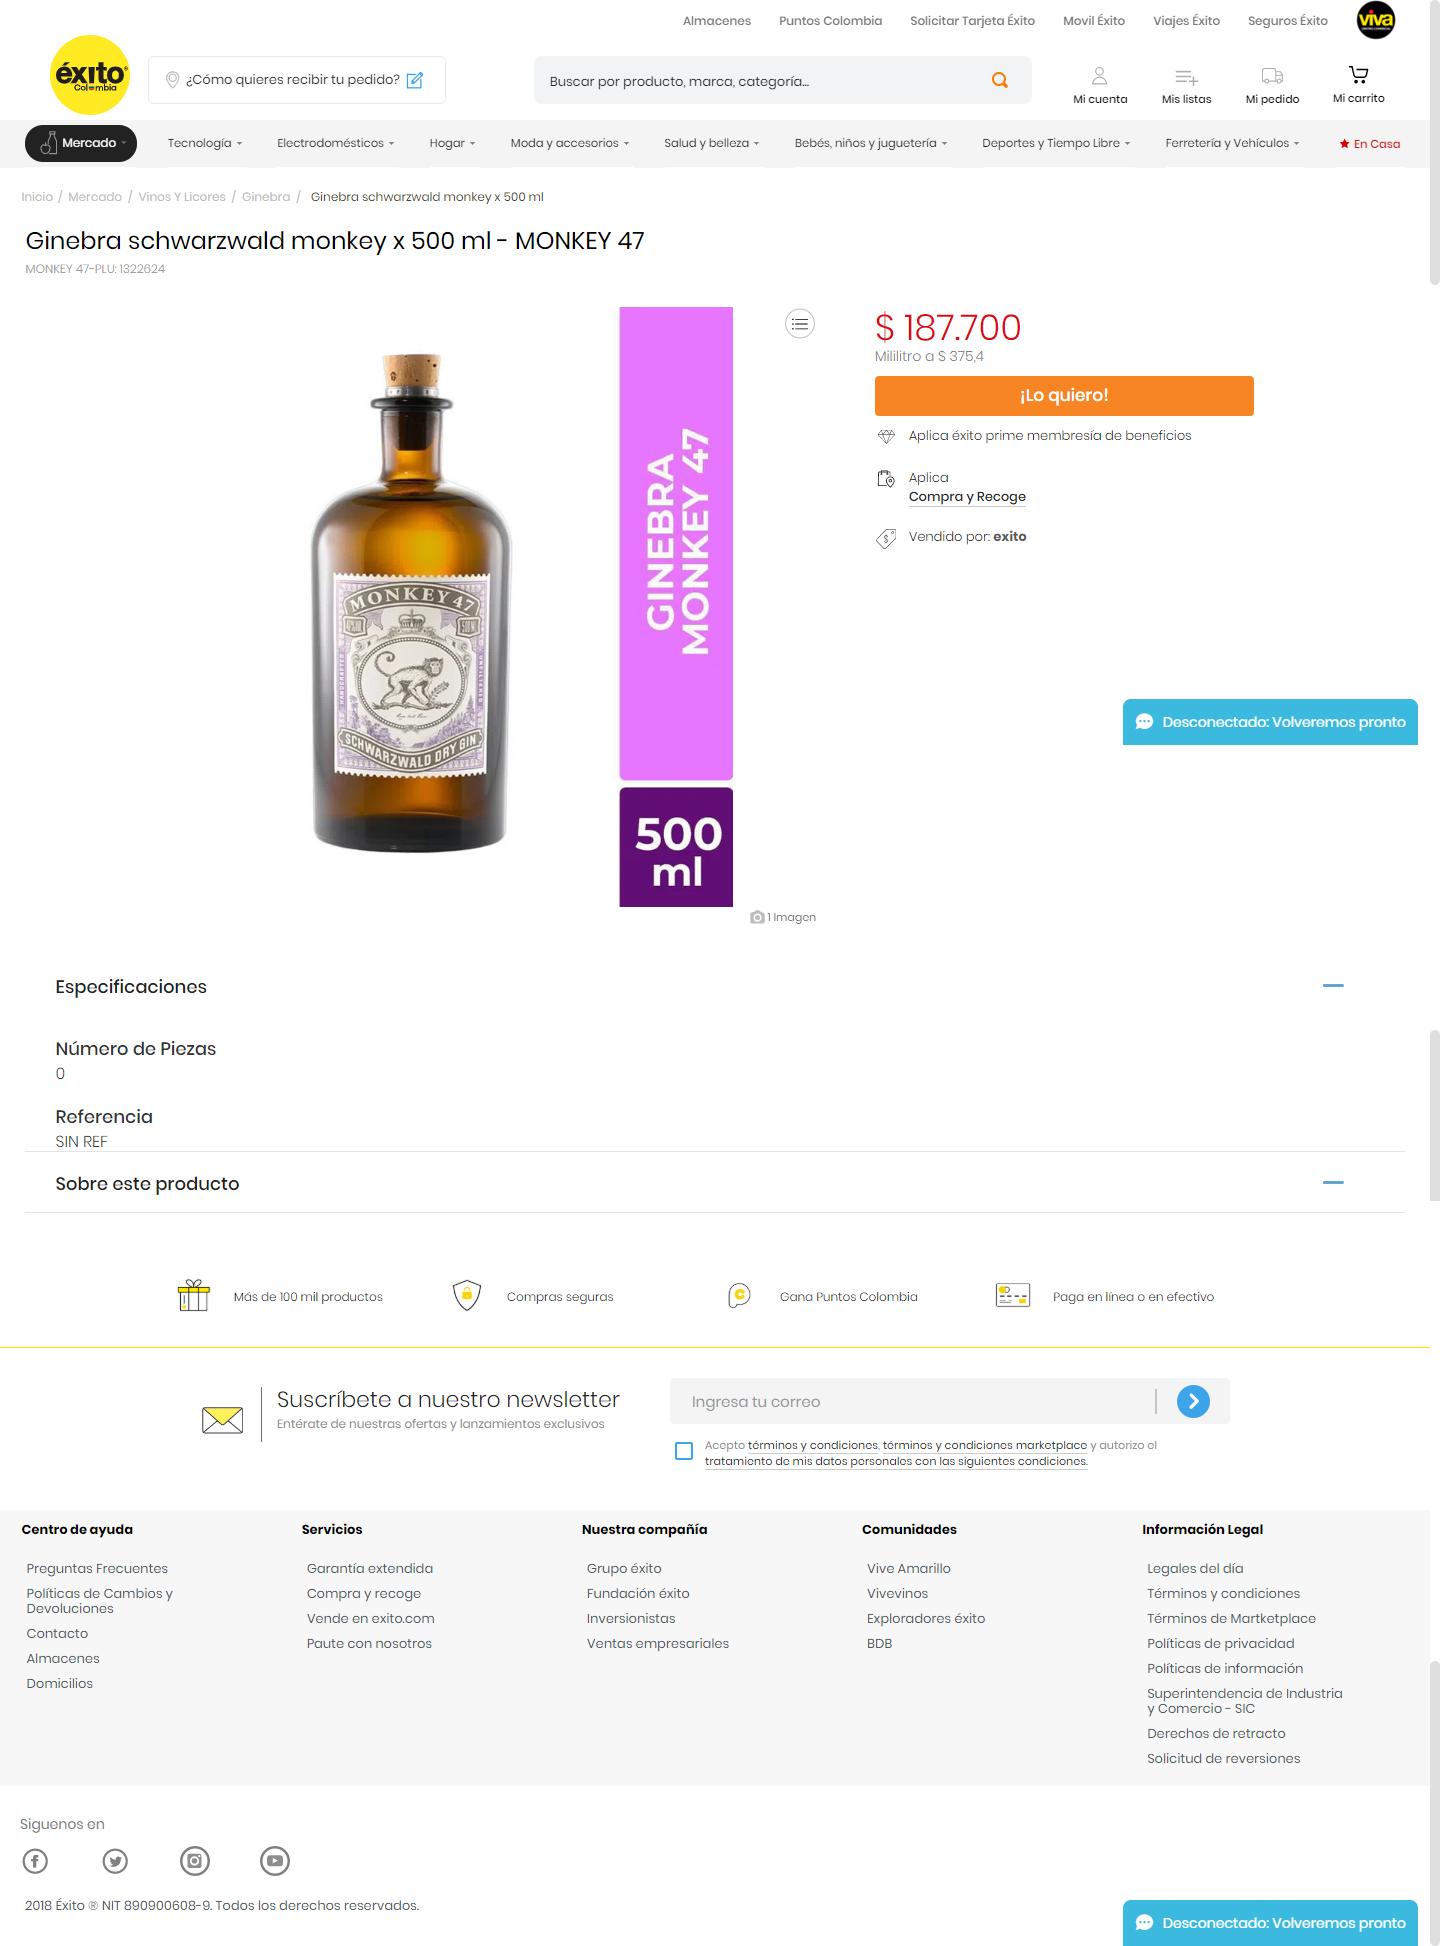 Almacenes Puntos Colombia Solicitar Tarjeta Éxito Movil Éxito Viajes Éxito Seguros Éxito viva
éxito
Colombia
¿Cómo quieres recibir tu pedido?
Buscar por producto, marca, categoría...
Mi cuenta Mis listas Mi pedido Mi carrito
Mercado Tecnología Electrodomésticos Hogar Moda y accesorios Salud y belleza Bebés, niños y juguetería Deportes y Tiempo Libre Ferretería y Vehículos En Casa
Inicio / Mercado / Vinos Y Licores / Ginebra / Ginebra schwarzwald monkey x 500 ml
Ginebra schwarzwald monkey x 500 ml - MONKEY 47
MONKEY 47-PLU: 1322624
MONKEY 47
SCHWARZWALD DRY GIN
GINEBRA
MONKEY 47
500
ml
1 Imagen
$ 187.700
Mililitro a $ 375,4
¡Lo quiero!
Aplica éxito prime membresía de beneficios
Aplica
Compra y Recoge
Vendido por: exito
Desconectado: Volveremos pronto
Especificaciones
Número de Piezas
0
Referencia
SIN REF
Sobre este producto
Más de 100 mil productos Compras seguras Gana Puntos Colombia Paga en línea o en efectivo
Suscríbete a nuestro newsletter
Entérate de nuestras ofertas y lanzamientos exclusivos
Ingresa tu correo
Acepto términos y condiciones, términos y condiciones marketplace y autorizo el
tratamiento de mis datos personales con las siguientes condiciones.
Centro de ayuda
Preguntas Frecuentes
Políticas de Cambios y
Devoluciones
Contacto
Almacenes
Domicilios
Servicios
Garantía extendida
Compra y recoge
Vende en exito.com
Paute con nosotros
Nuestra compañía
Grupo éxito
Fundación éxito
Inversionistas
Ventas empresariales
Comunidades
Vive Amarillo
Vivevinos
Exploradores éxito
BDB
Información Legal
Legales del día
Términos y condiciones
Términos de Martketplace
Políticas de privacidad
Políticas de información
Superintendencia de Industria
y Comercio - SIC
Derechos de retracto
Solicitud de reversiones
Siguenos en
2018 Éxito ® NIT 890900608-9. Todos los derechos reservados.
Desconectado: Volveremos pronto